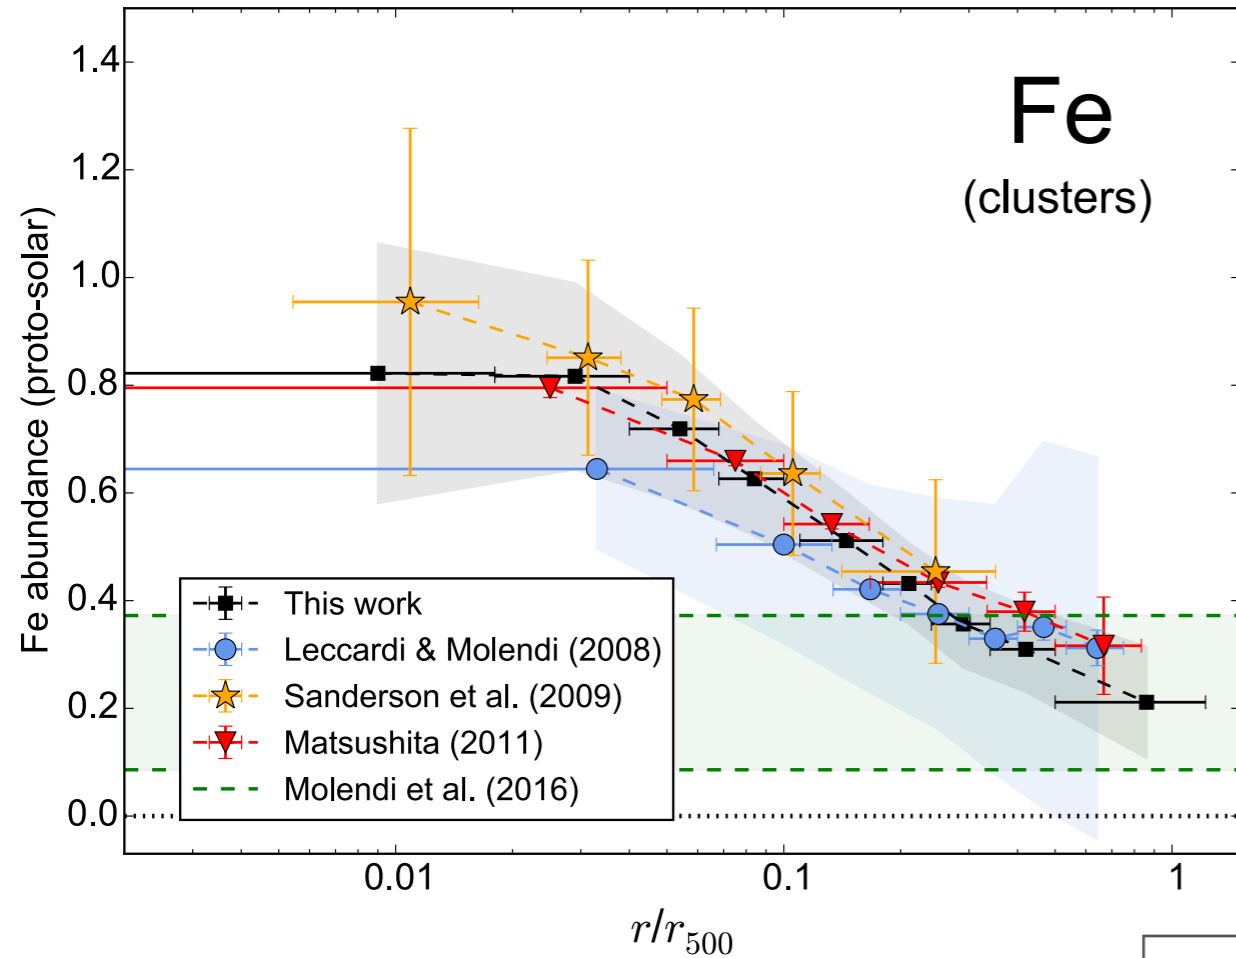 Fe
(clusters)
Fe abundance (proto-solar)
1.4
1.2
1.0
0.8
0.6
0.4
0.2
0.0
This work
Leccardi & Molendi (2008)
Sanderson et al. (2009)
Matsushita (2011)
Molendi et al. (2016)
0.01
0.1
1
r/r500